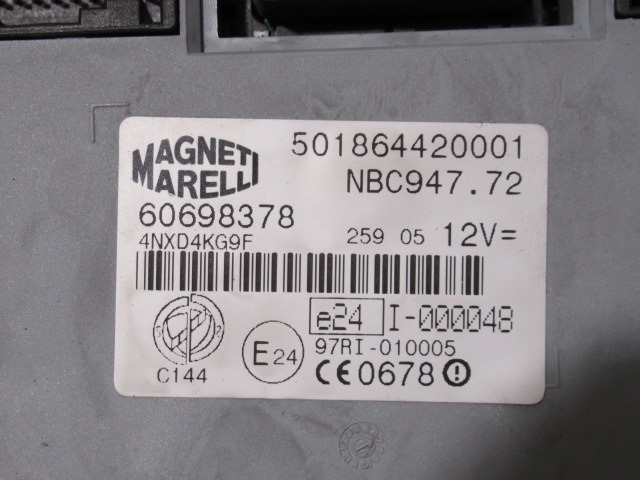 MAGNETI
MARELLI
501864420001
NBC947.72
60698378
4NXD4KG9F
259 05 12V=
e24 I-000048
97RI-010005
E24
C144
CE0678